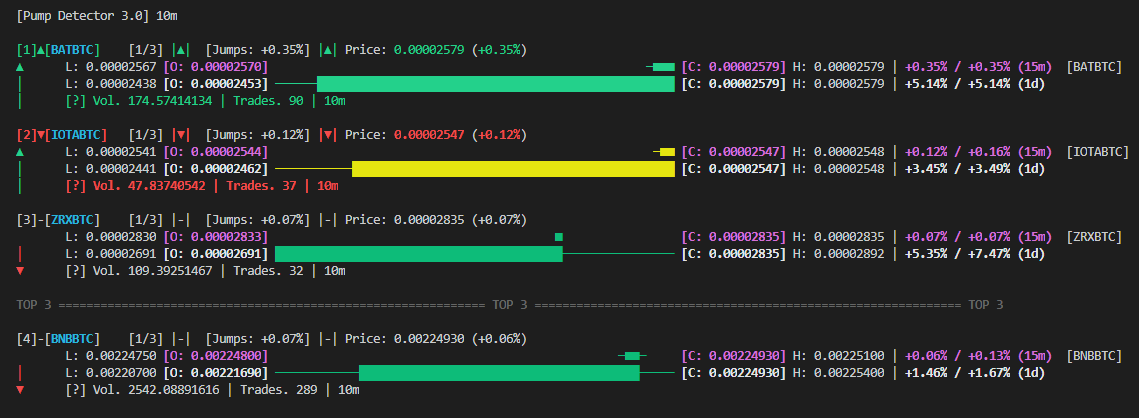 [Pump Detector 3.0] 10m
[1]▲[BATBTC] [1/3] |▲| [Jumps: +0.35%] |▲| Price: 0.00002579 (+0.35%)
▲ L: 0.00002567 [O: 0.00002570] [C: 0.00002579] H: 0.00002579 | +0.35% / +0.35% (15m) [BATBTC]
| L: 0.00002438 [O: 0.00002453] [C: 0.00002579] H: 0.00002579 | +5.14% / +5.14% (1d)
| [?] Vol. 174.57414134 | Trades. 90 | 10m
[2]▼[IOTABTC] [1/3] |▼| [Jumps: +0.12%] |▼| Price: 0.00002547 (+0.12%)
▲ L: 0.00002541 [O: 0.00002544] [C: 0.00002547] H: 0.00002548 | +0.12% / +0.16% (15m) [IOTABTC]
| L: 0.00002441 [O: 0.00002462] [C: 0.00002547] H: 0.00002548 | +3.45% / +3.49% (1d)
| [?] Vol. 47.83740542 | Trades. 37 | 10m
[3]-[ZRXBTC] [1/3] |-| [Jumps: +0.07%] |-| Price: 0.00002835 (+0.07%)
L: 0.00002830 [O: 0.00002833] [C: 0.00002835] H: 0.00002835 | +0.07% / +0.07% (15m) [ZRXBTC]
| L: 0.00002691 [O: 0.00002691] [C: 0.00002835] H: 0.00002892 | +5.35% / +7.47% (1d)
▼ [?] Vol. 109.39251467 | Trades. 32 | 10m
TOP 3 ============================================================= TOP 3 ============================================================= TOP 3
[4]-[BNBBTC] [1/3] |-| [Jumps: +0.07%] |-| Price: 0.00224930 (+0.06%)
L: 0.00224750 [O: 0.00224800] [C: 0.00224930] H: 0.00225100 | +0.06% / +0.13% (15m) [BNBBTC]
| L: 0.00220700 [O: 0.00221690] [C: 0.00224930] H: 0.00225400 | +1.46% / +1.67% (1d)
▼ [?] Vol. 2542.08891616 | Trades. 289 | 10m